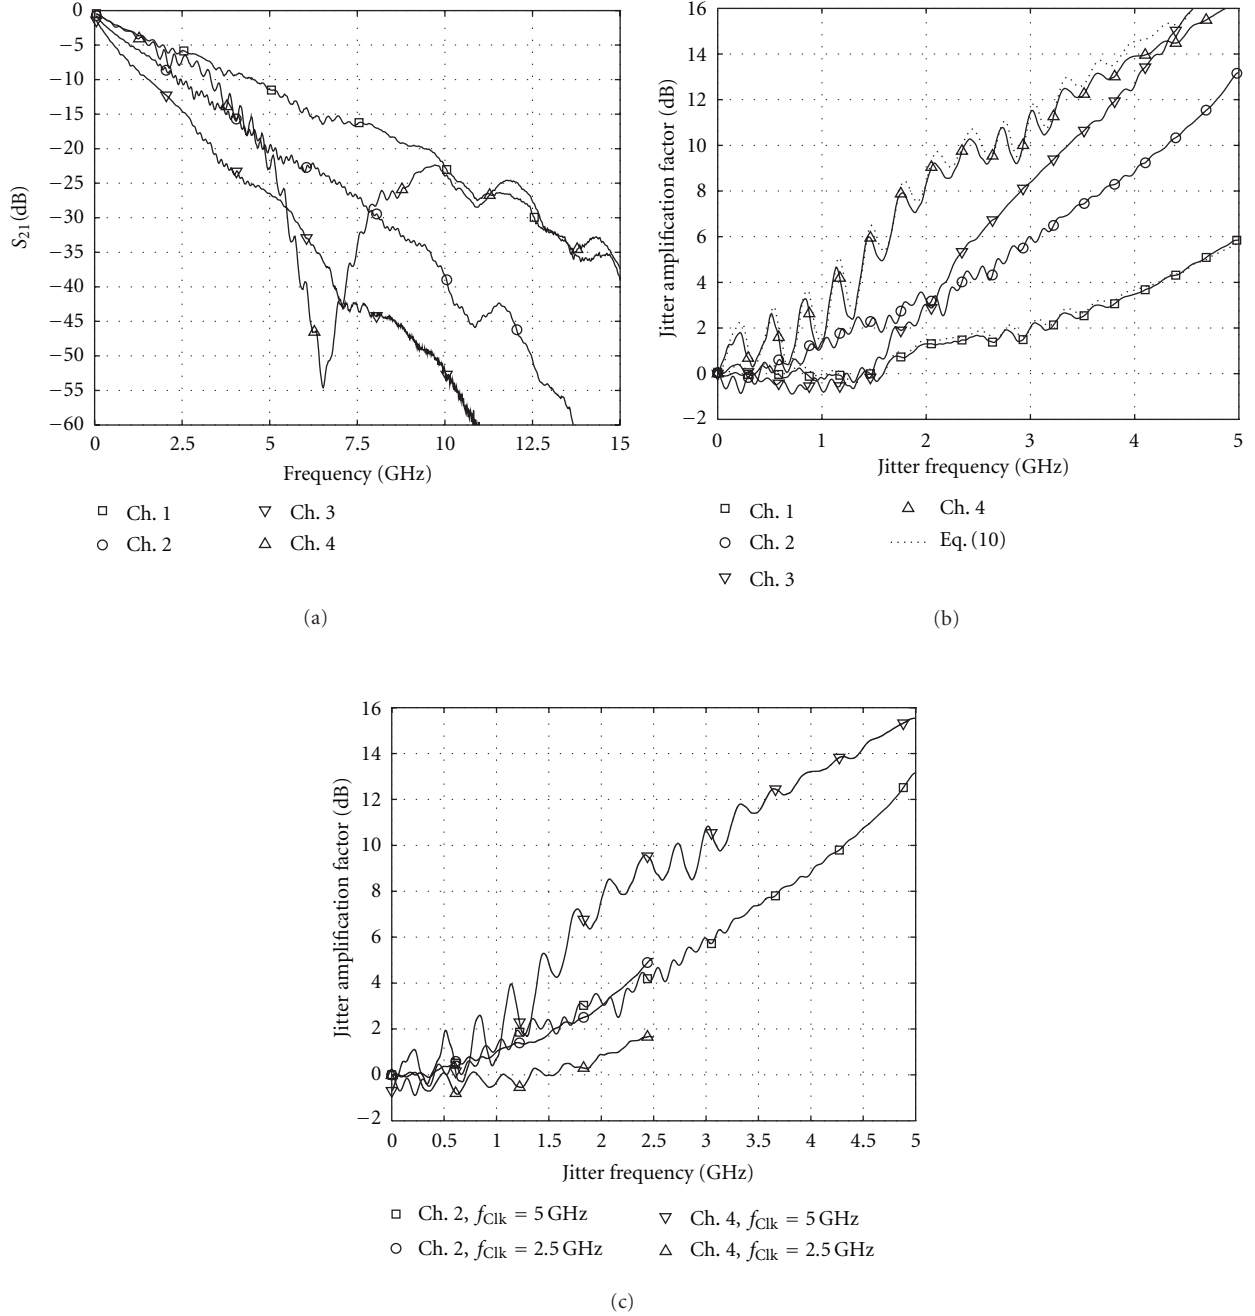 0
−5
−10
−15
−20
−25
−30
−35
−40
−45
−50
−55
−60
S21(dB)
0 2.5 5 7.5 10 12.5 15
Frequency (GHz)
Ch. 1
Ch. 2
Ch. 3
Ch. 4
(a)
16
14
12
10
8
6
4
2
0
−2
Jitter amplification factor (dB)
0 1 2 3 4 5
Jitter frequency (GHz)
Ch. 1
Ch. 2
Ch. 3
Ch. 4
Eq. (10)
(b)
16
14
12
10
8
6
4
2
0
−2
Jitter amplification factor (dB)
0 0.5 1 1.5 2 2.5 3 3.5 4 4.5 5
Jitter frequency (GHz)
Ch. 2, fClk = 5 GHz
Ch. 2, fClk = 2.5 GHz
Ch. 4, fClk = 5 GHz
Ch. 4, fClk = 2.5 GHz
(c)